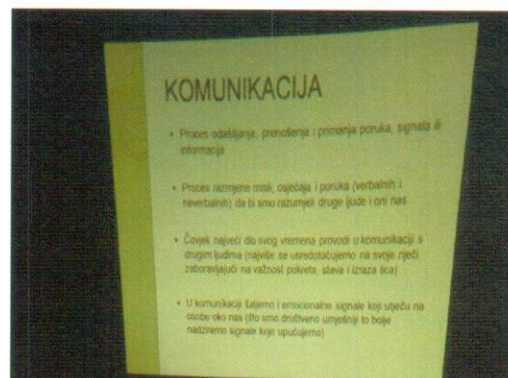 KOMUNIKACIJA
• Proces odašiljanja, prenošenja i primanja poruka, signala ili
informacija
• Proces razmjene misli, osjećaja i poruka (verbalnih i
neverbalnih) da bi smo razumjeli druge ljude i oni nas
• Čovjek najveći dio svog vremena provodi u komunikaciji s
drugim ljudima (najviše se usredotočujemo na svoje riječi
zaboravljajući na važnost pokreta, stava i izraza lica)
• U komunikaciji šaljemo i emocionalne signale koji utječu na
osobe oko nas (što smo društveno umješniji to bolje
nadziremo signale koje upućujemo)